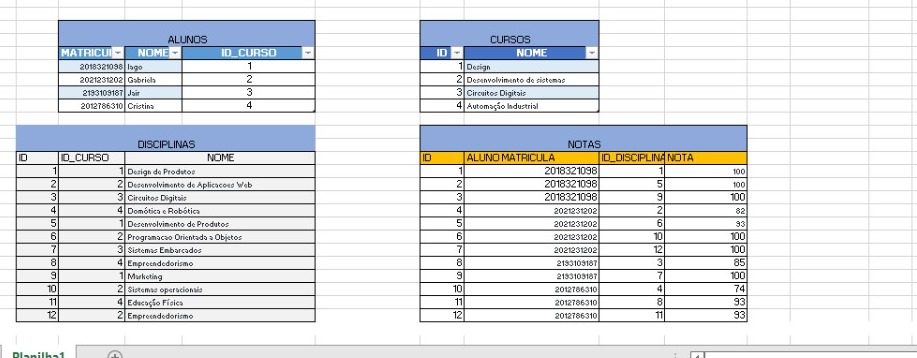 ALUNOS
MATRICUL NOME ID_CURSO
2018321098 Iago 1
2021231202 Gabriela 2
2193109187 Jair 3
2012786310 Cristina 4
CURSOS
ID NOME
1 Design
2 Desenvolvimento de sistemas
3 Circuitos Digitais
4 Automação Industrial
DISCIPLINAS
ID ID_CURSO NOME
1 1 Design de Produtos
2 2 Desenvolvimento de Aplicacoes Web
3 3 Circuitos Digitais
4 4 Domótica e Robótica
5 1 Desenvolvimento de Produtos
6 2 Programacao Orientada a Objetos
7 3 Sistemas Embarcados
8 4 Empreendedorismo
9 1 Marketing
10 2 Sistemas operacionais
11 4 Educação Física
12 2 Empreendedorismo
NOTAS
ID ALUNO MATRICULA ID_DISCIPLINA NOTA
1 2018321098 1 100
2 2018321098 5 100
3 2018321098 9 100
4 2021231202 2 82
5 2021231202 6 93
6 2021231202 10 100
7 2021231202 12 100
8 2193109187 3 85
9 2193109187 7 100
10 2012786310 4 74
11 2012786310 8 93
12 2012786310 11 93
Planilha1